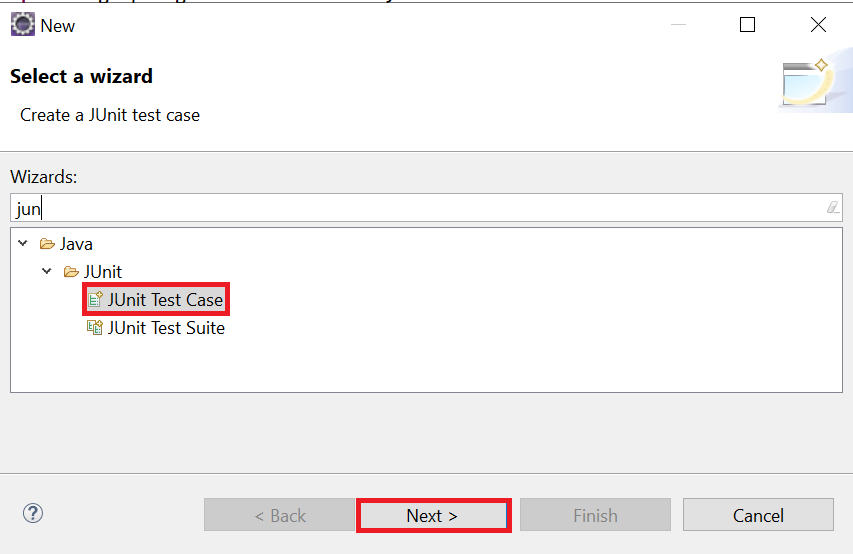 New
Select a wizard
Create a JUnit test case
Wizards:
jun
Java
JUnit
JUnit Test Case
JUnit Test Suite
?
< Back
Next >
Finish
Cancel